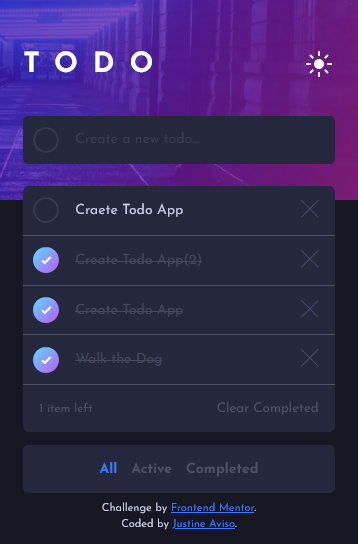 TODO
Create a new todo...
Craete Todo App
Create Todo App(2)
Create Todo App
Walk the Dog
1 item left
Clear Completed
All Active Completed
Challenge by Frontend Mentor.
Coded by Justine Aviso.